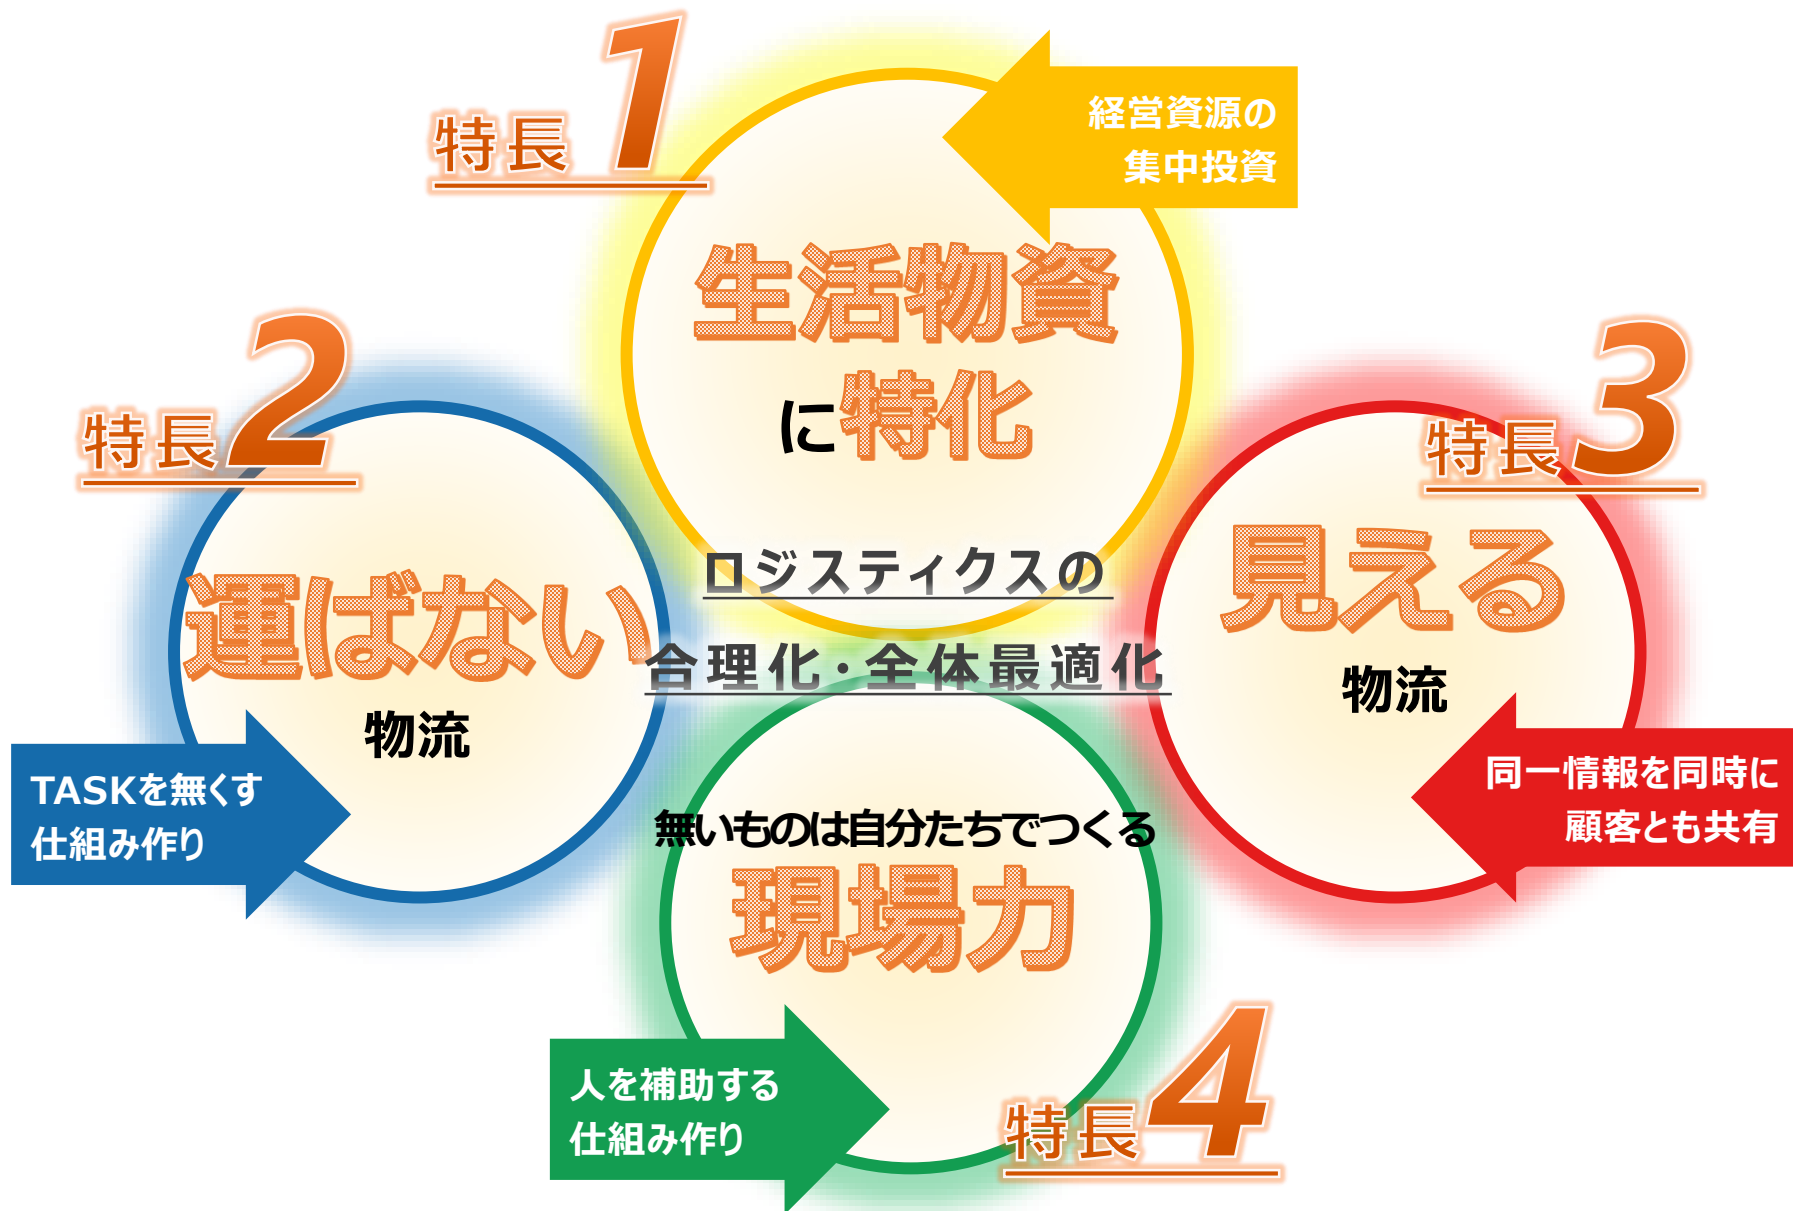 特長1
経営資源の
集中投資
生活物資
に特化
特長2
運ばない
物流
TASKを無くす
仕組み作り
ロジスティクスの
合理化・全体最適化
特長3
見える
物流
同一情報を同時に
顧客とも共有
無いものは自分たちでつくる
現場力
人を補助する
仕組み作り
特長4